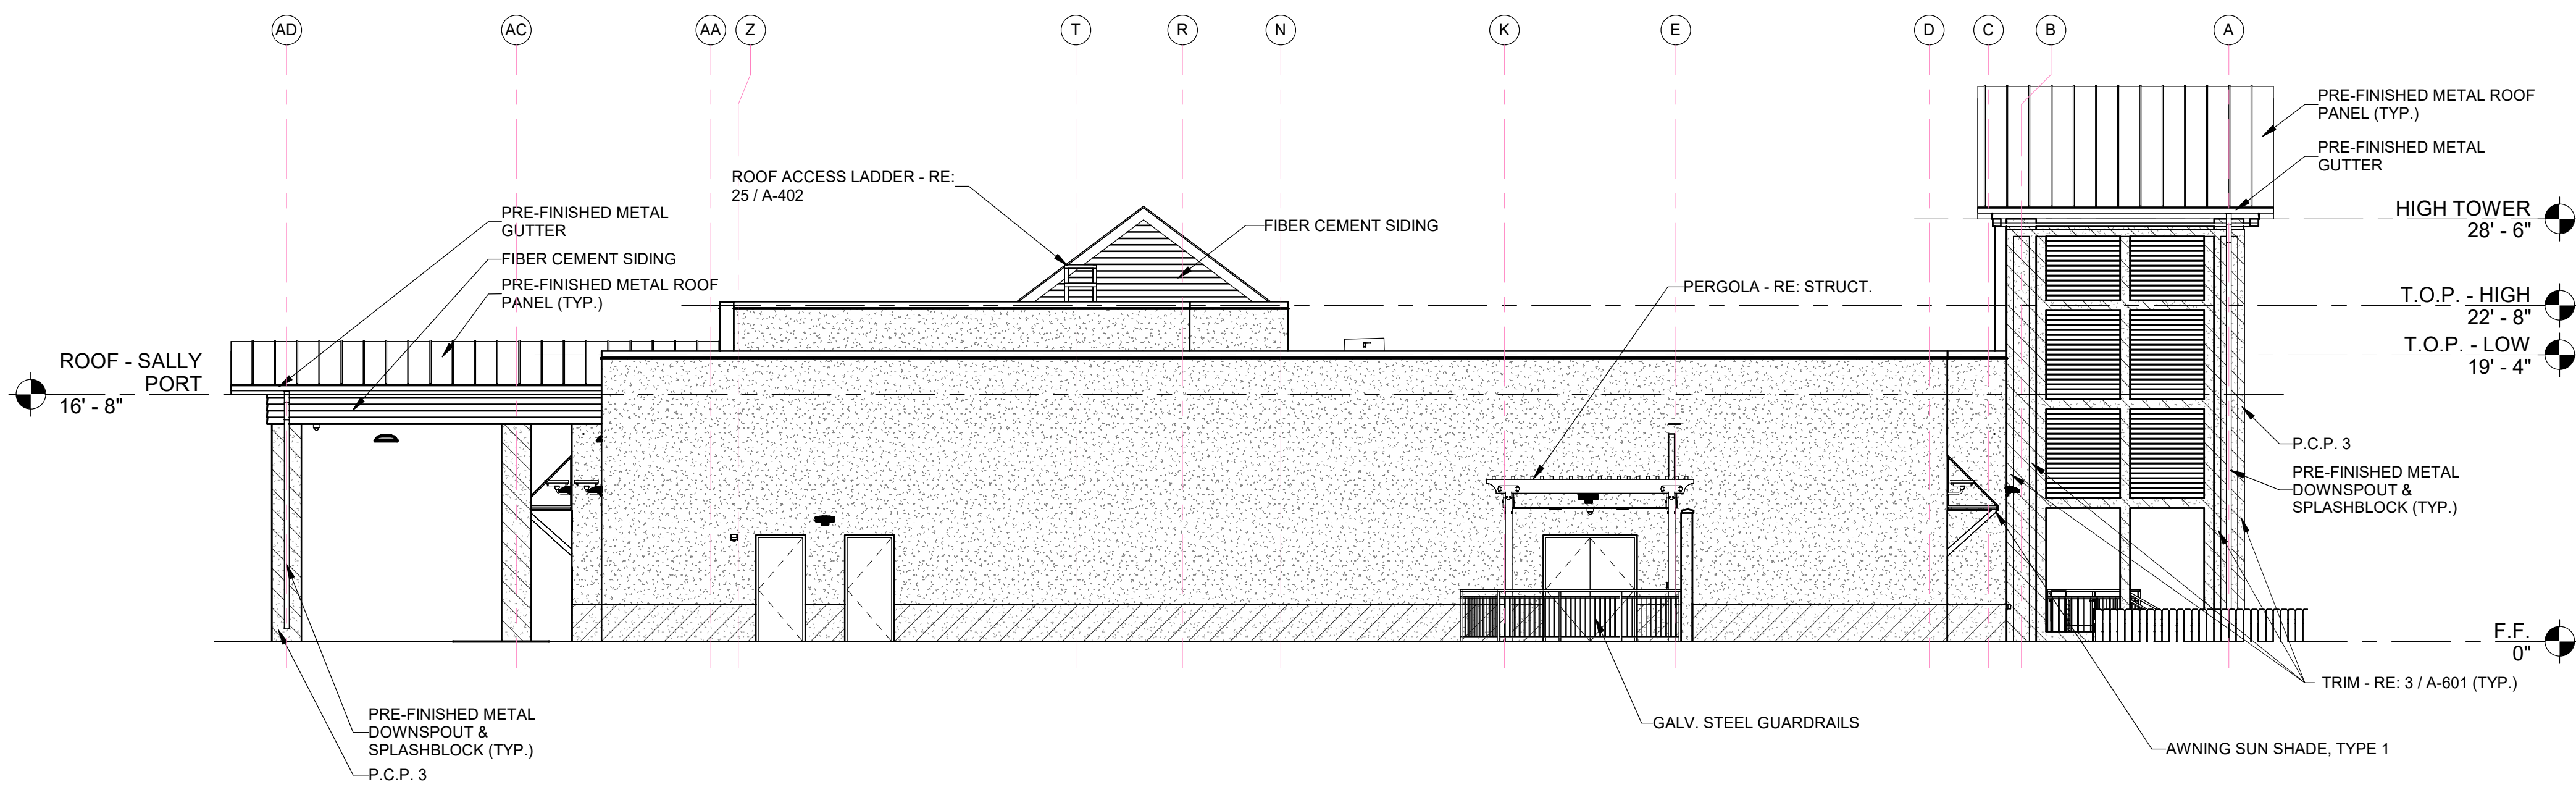 AD
AC
AA
Z
T
R
N
K
E
D
C
B
A
PRE-FINISHED METAL ROOF
PANEL (TYP.)
PRE-FINISHED METAL
GUTTER
ROOF ACCESS LADDER - RE:
25 / A-402
PRE-FINISHED METAL
GUTTER
FIBER CEMENT SIDING
HIGH TOWER
28' - 6"
FIBER CEMENT SIDING
PRE-FINISHED METAL ROOF
PANEL (TYP.)
PERGOLA - RE: STRUCT.
T.O.P. - HIGH
22' - 8"
T.O.P. - LOW
19' - 4"
ROOF - SALLY
PORT
16' - 8"
P.C.P. 3
PRE-FINISHED METAL
DOWNSPOUT &
SPLASHBLOCK (TYP.)
F.F.
0"
TRIM - RE: 3 / A-601 (TYP.)
PRE-FINISHED METAL
DOWNSPOUT &
SPLASHBLOCK (TYP.)
P.C.P. 3
GALV. STEEL GUARDRAILS
AWNING SUN SHADE, TYPE 1